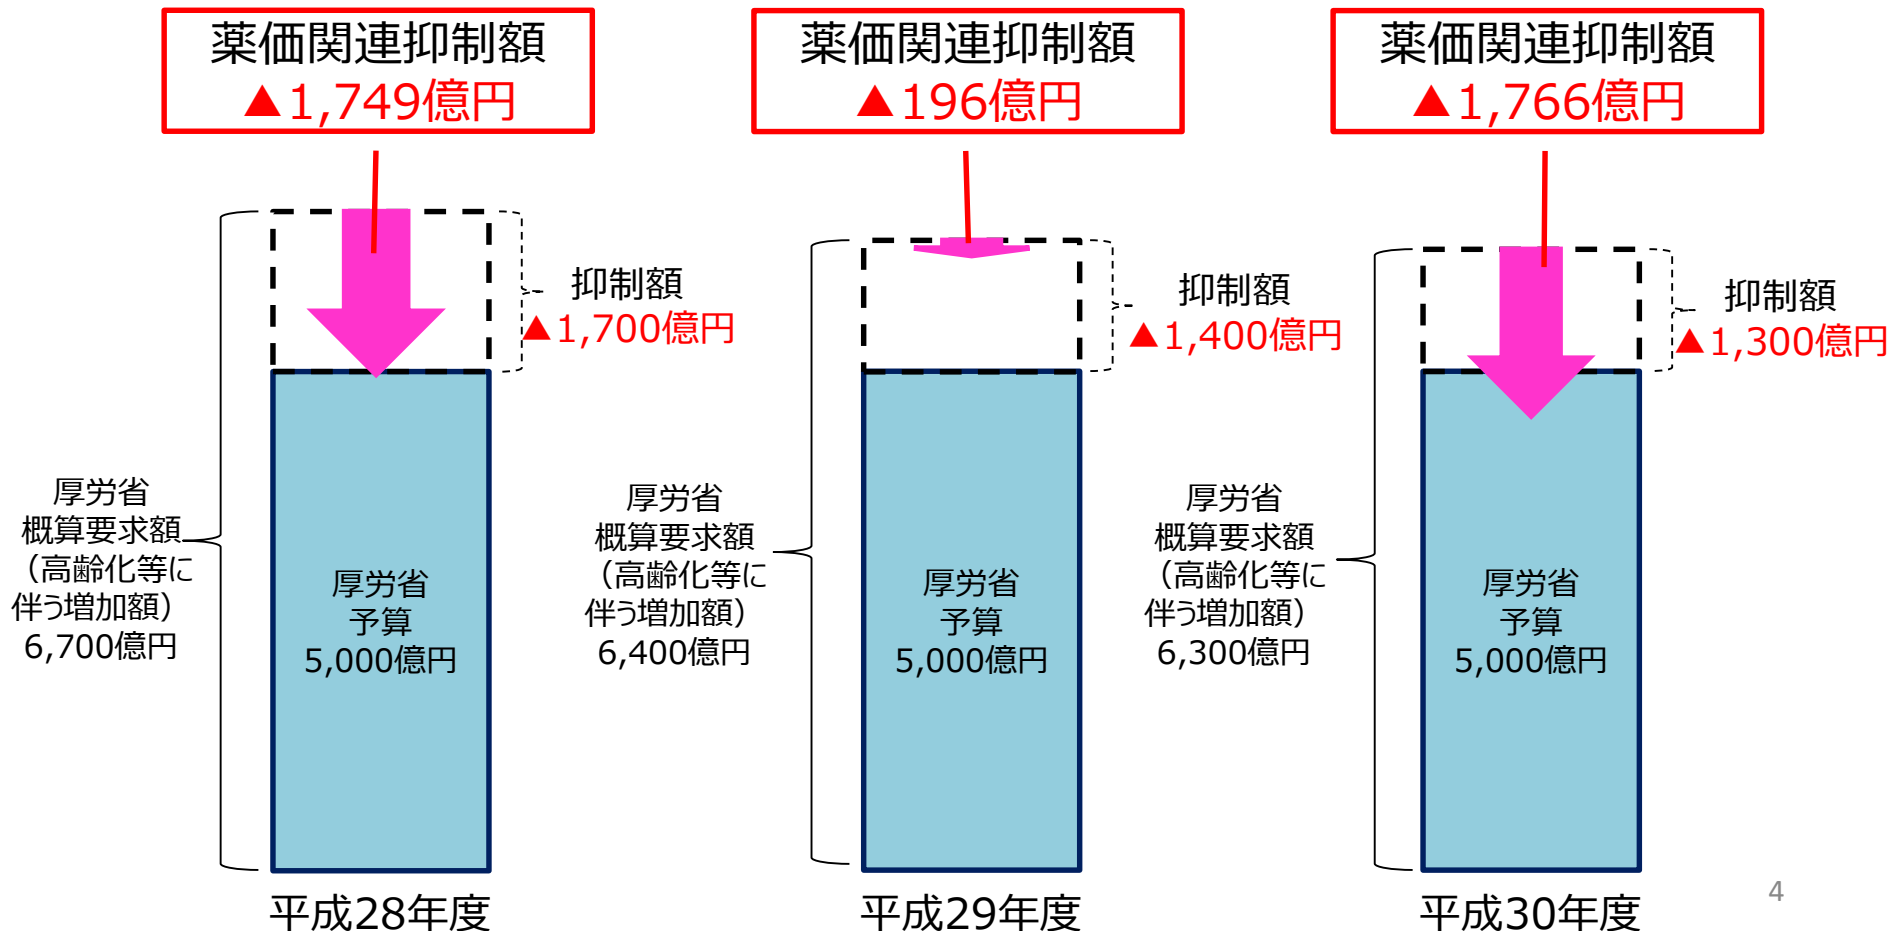 薬価関連抑制額
▲1,749億円
薬価関連抑制額
▲196億円
薬価関連抑制額
▲1,766億円
抑制額
▲1,700億円
抑制額
▲1,400億円
抑制額
▲1,300億円
厚労省
概算要求額
（高齢化等に
伴う増加額）
6,700億円
厚労省
予算
5,000億円
厚労省
概算要求額
（高齢化等に
伴う増加額）
6,400億円
厚労省
予算
5,000億円
厚労省
概算要求額
（高齢化等に
伴う増加額）
6,300億円
厚労省
予算
5,000億円
平成28年度
平成29年度
平成30年度
4